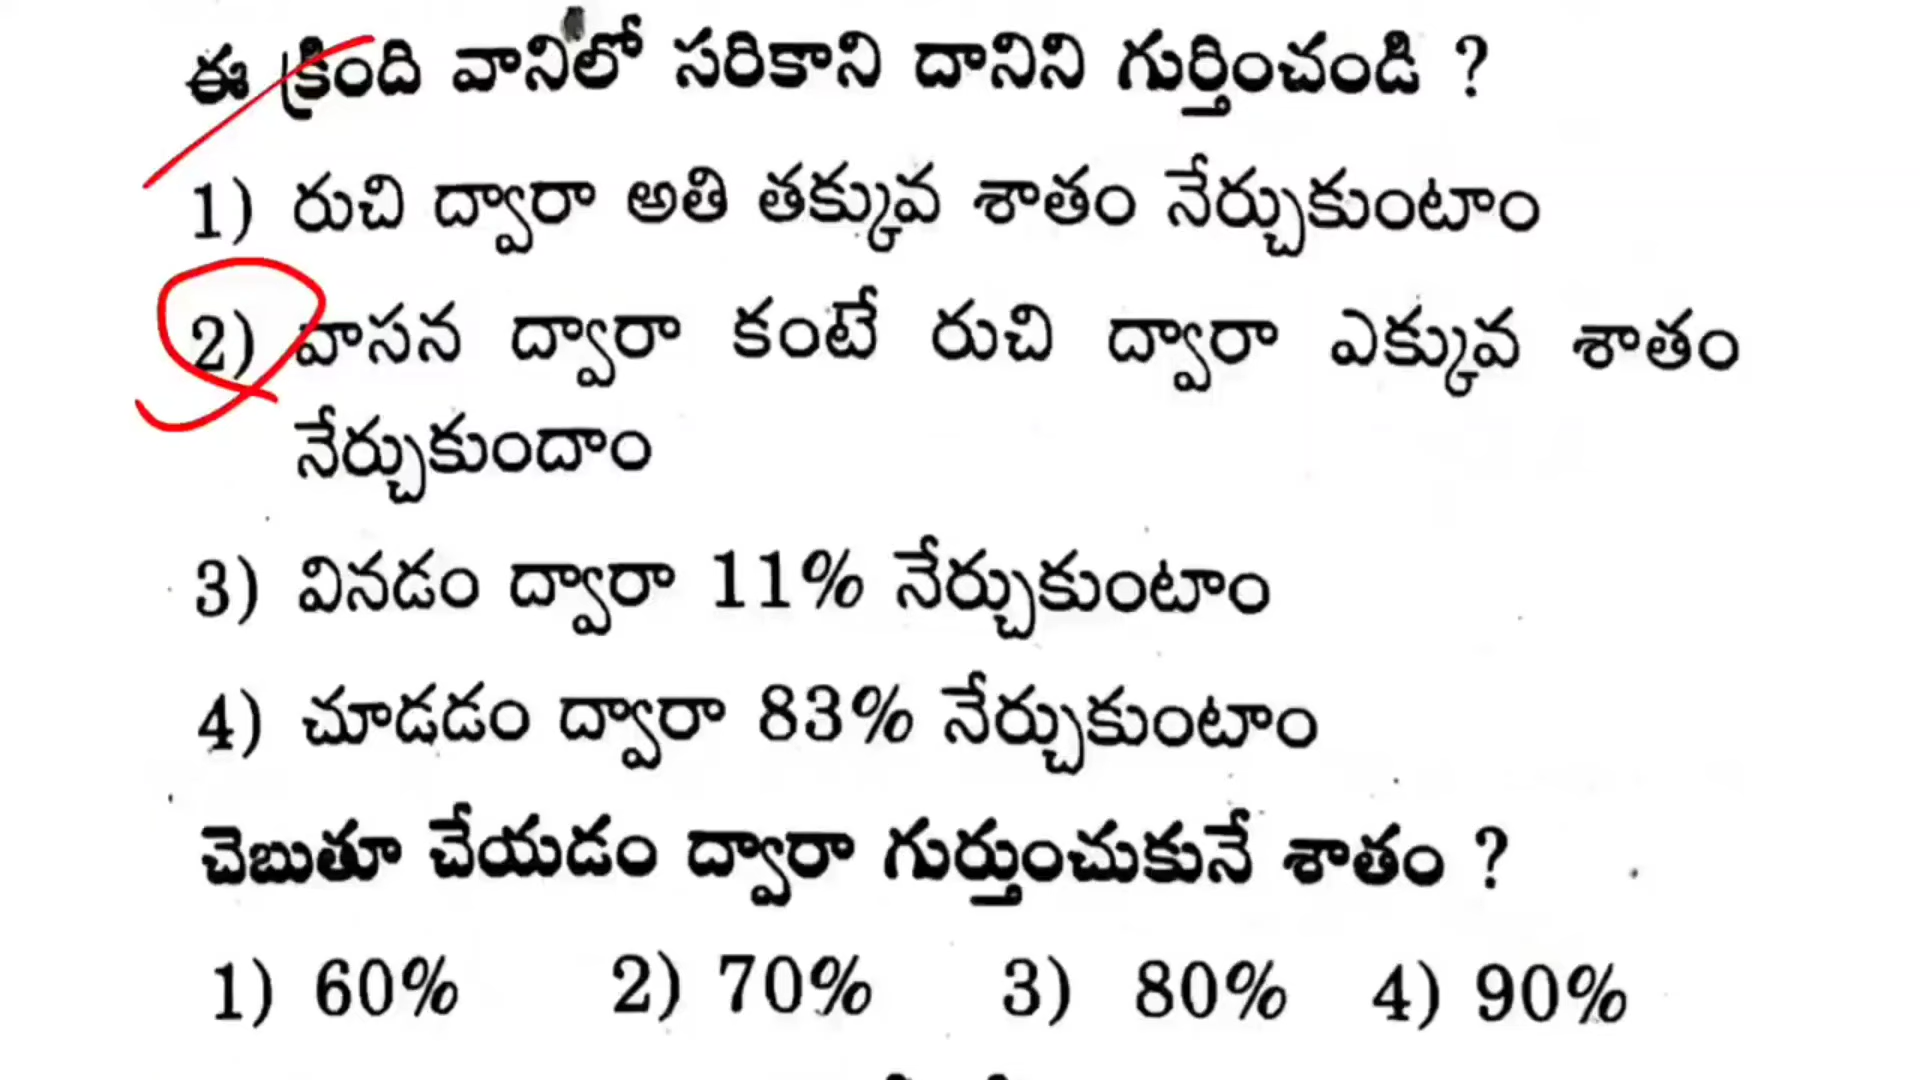 ఈ క్రింది వానిలో సరికాని దానిని గుర్తించండి ?
1) రుచి ద్వారా అతి తక్కువ శాతం నేర్చుకుంటాం
2) వాసన ద్వారా కంటే రుచి ద్వారా ఎక్కువ శాతం
నేర్చుకుందాం
3) వినడం ద్వారా 11% నేర్చుకుంటాం
4) చూడడం ద్వారా 83% నేర్చుకుంటాం
చెబుతూ చేయడం ద్వారా గుర్తుంచుకునే శాతం ?
1) 60% 2) 70% 3) 80% 4) 90%